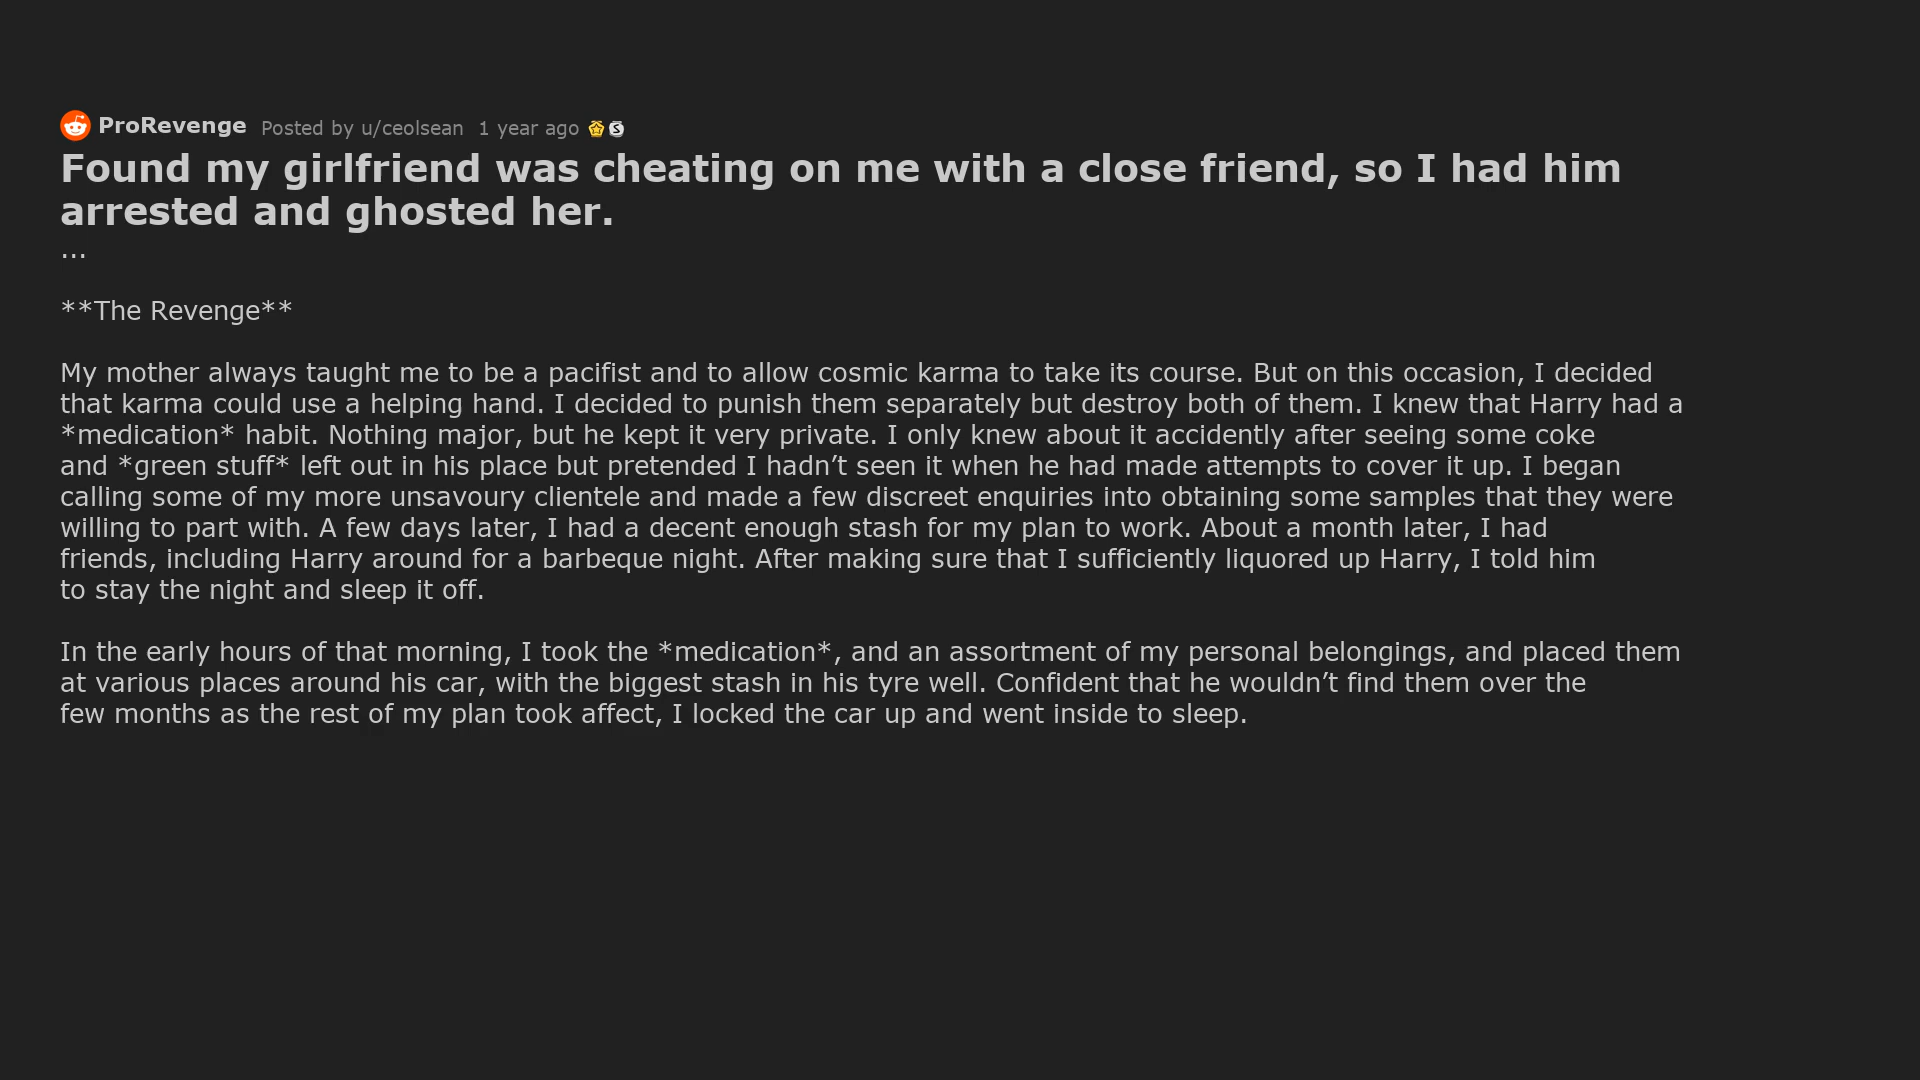 ProRevenge Posted by u/ceolsean 1 year ago
Found my girlfriend was cheating on me with a close friend, so I had him
arrested and ghosted her.
...
**The Revenge**
My mother always taught me to be a pacifist and to allow cosmic karma to take its course. But on this occasion, I decided
that karma could use a helping hand. I decided to punish them separately but destroy both of them. I knew that Harry had a
*medication* habit. Nothing major, but he kept it very private. I only knew about it accidently after seeing some coke
and *green stuff* left out in his place but pretended I hadn’t seen it when he had made attempts to cover it up. I began
calling some of my more unsavoury clientele and made a few discreet enquiries into obtaining some samples that they were
willing to part with. A few days later, I had a decent enough stash for my plan to work. About a month later, I had
friends, including Harry around for a barbeque night. After making sure that I sufficiently liquored up Harry, I told him
to stay the night and sleep it off.
In the early hours of that morning, I took the *medication*, and an assortment of my personal belongings, and placed them
at various places around his car, with the biggest stash in his tyre well. Confident that he wouldn’t find them over the
few months as the rest of my plan took affect, I locked the car up and went inside to sleep.